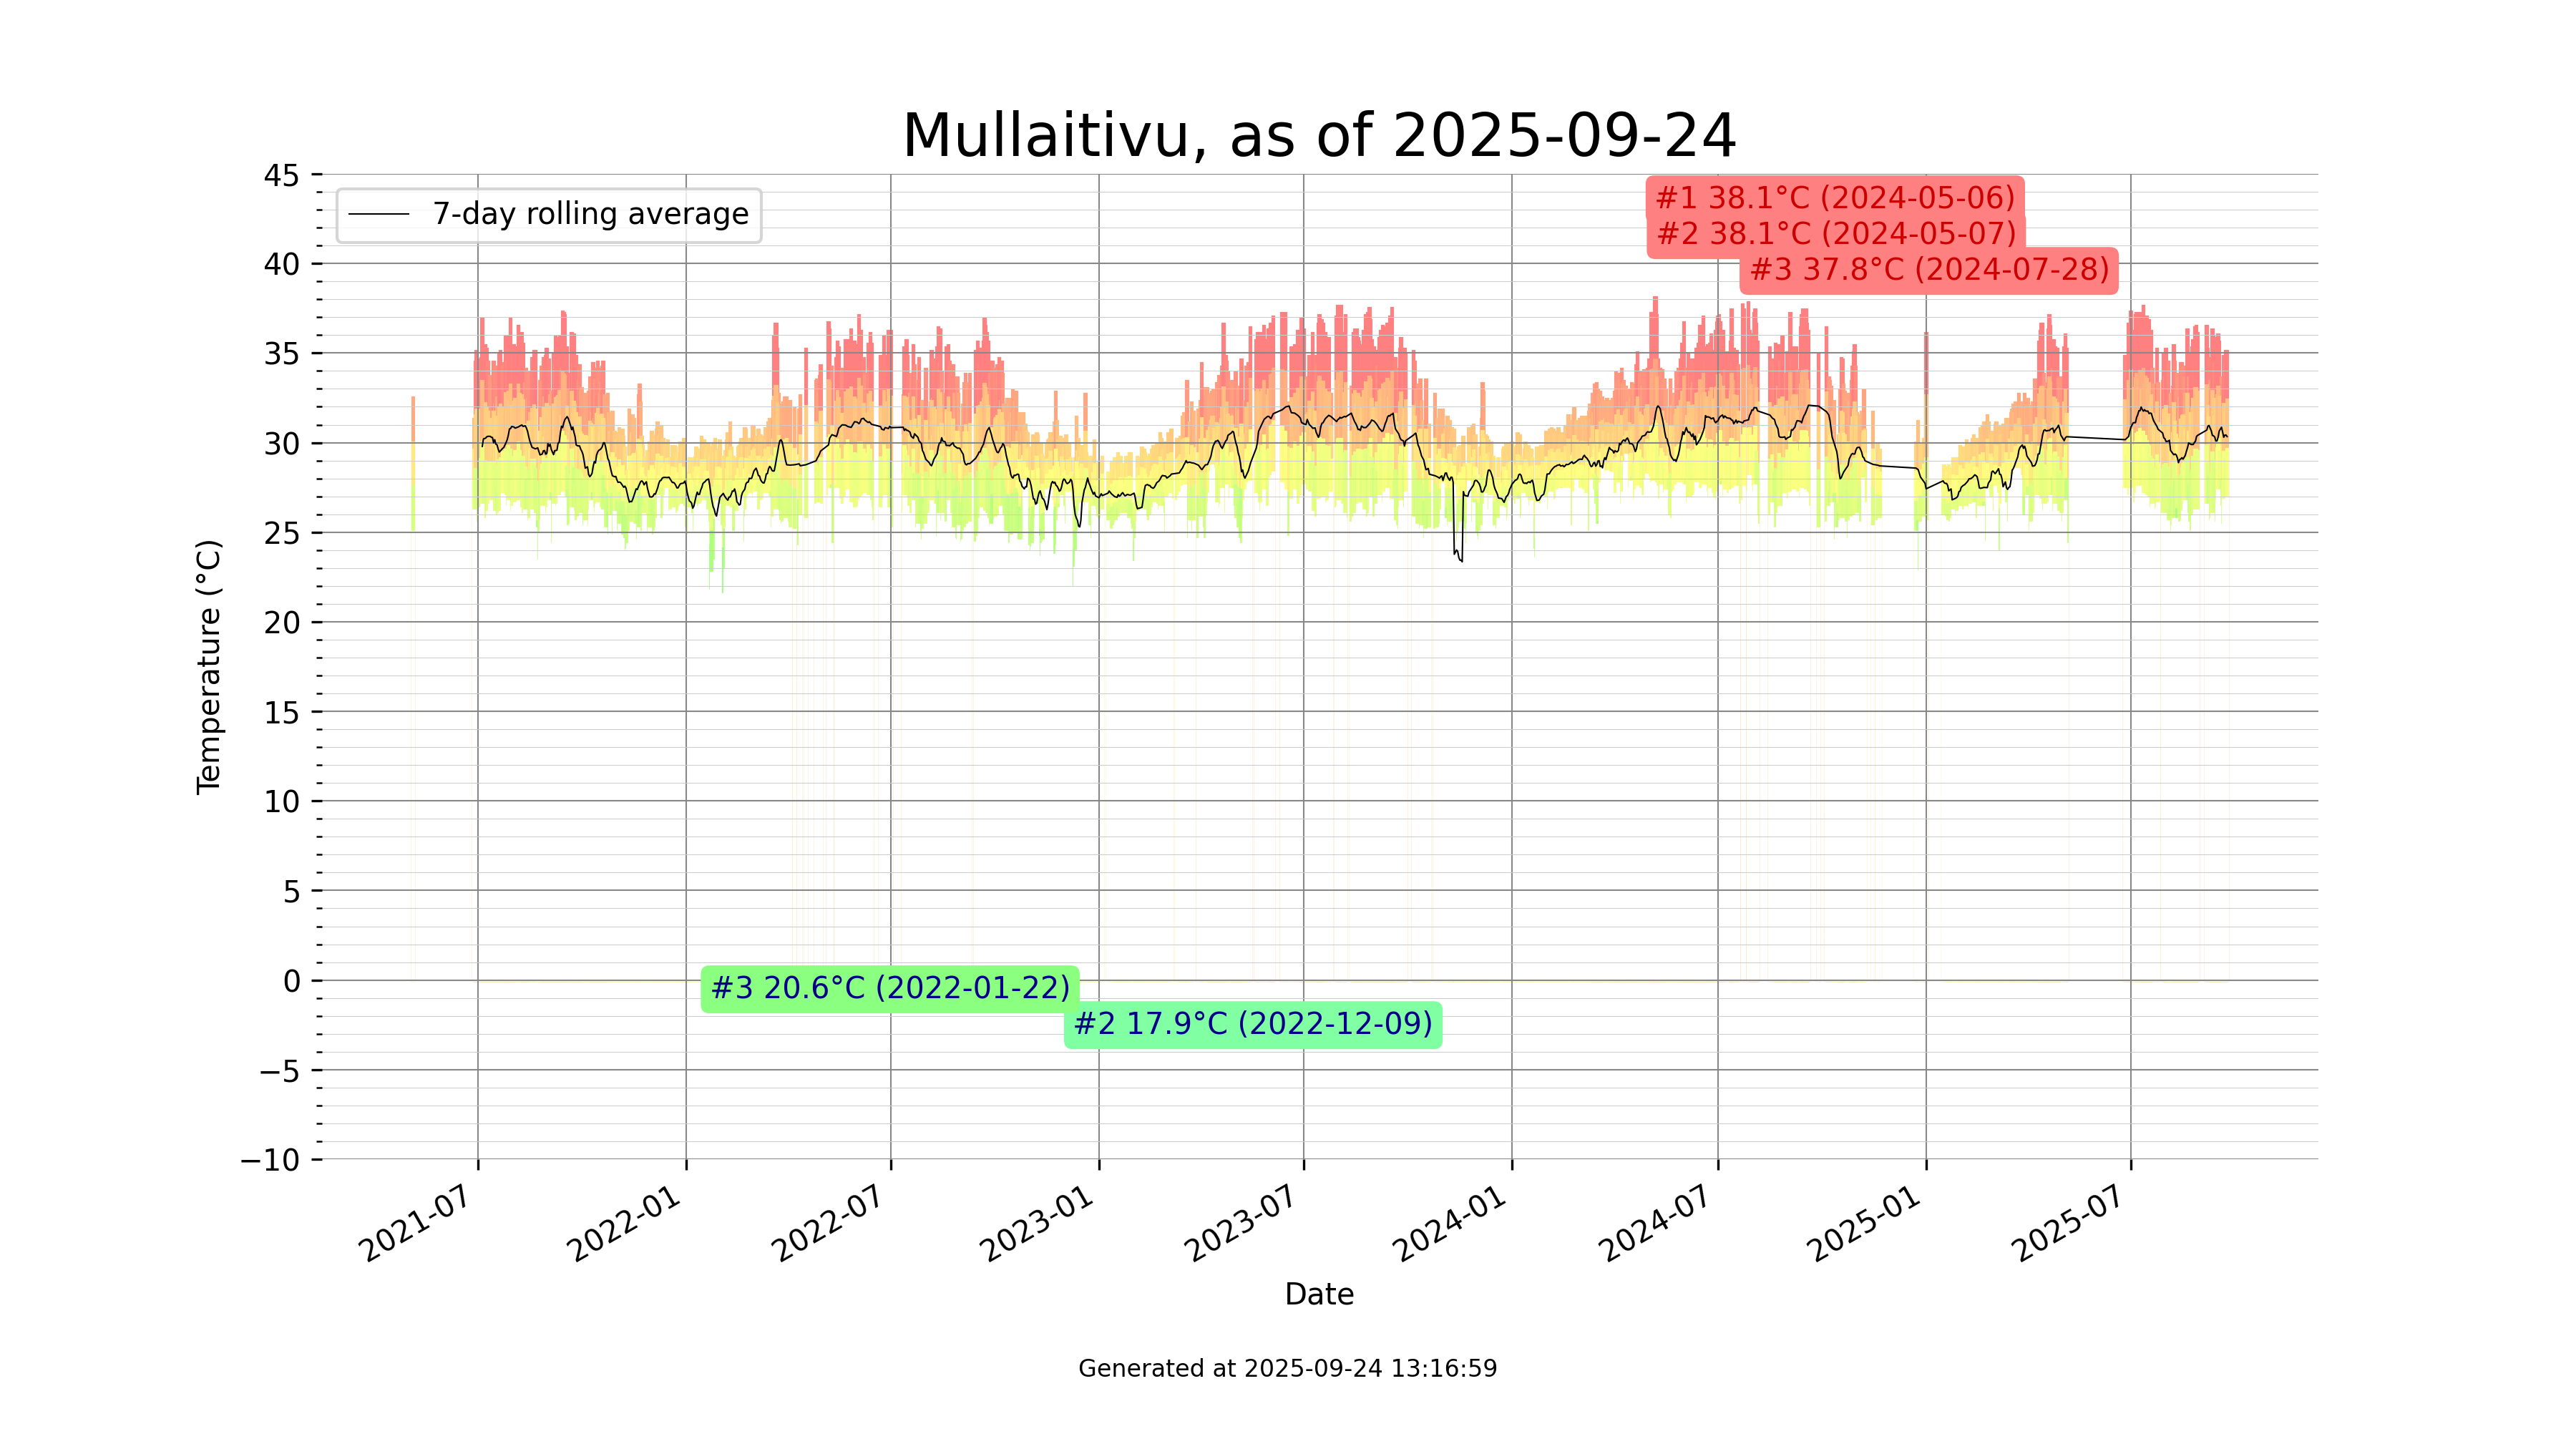 Mullaitivu, as of 2025-09-24
7-day rolling average
#1 38.1°C (2024-05-06)
#2 38.1°C (2024-05-07)
#3 37.8°C (2024-07-28)
45
40
35
30
25
20
15
10
5
0
−5
−10
Temperature (°C)
#3 20.6°C (2022-01-22)
#2 17.9°C (2022-12-09)
2021-07
2022-01
2022-07
2023-01
2023-07
2024-01
2024-07
2025-01
2025-07
Date
Generated at 2025-09-24 13:16:59